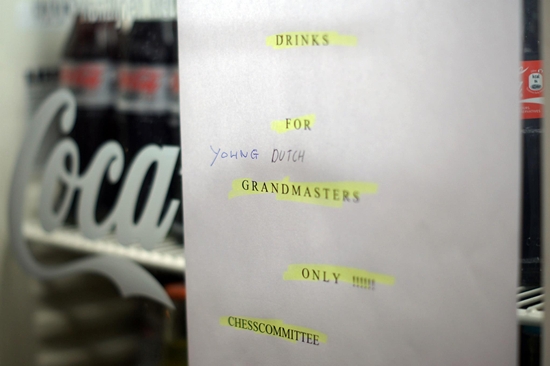 DRINKS
FOR
YOUNG DUTCH
GRANDMASTERS
ONLY !!!!!!
CHESSCOMMITTEE
Coca